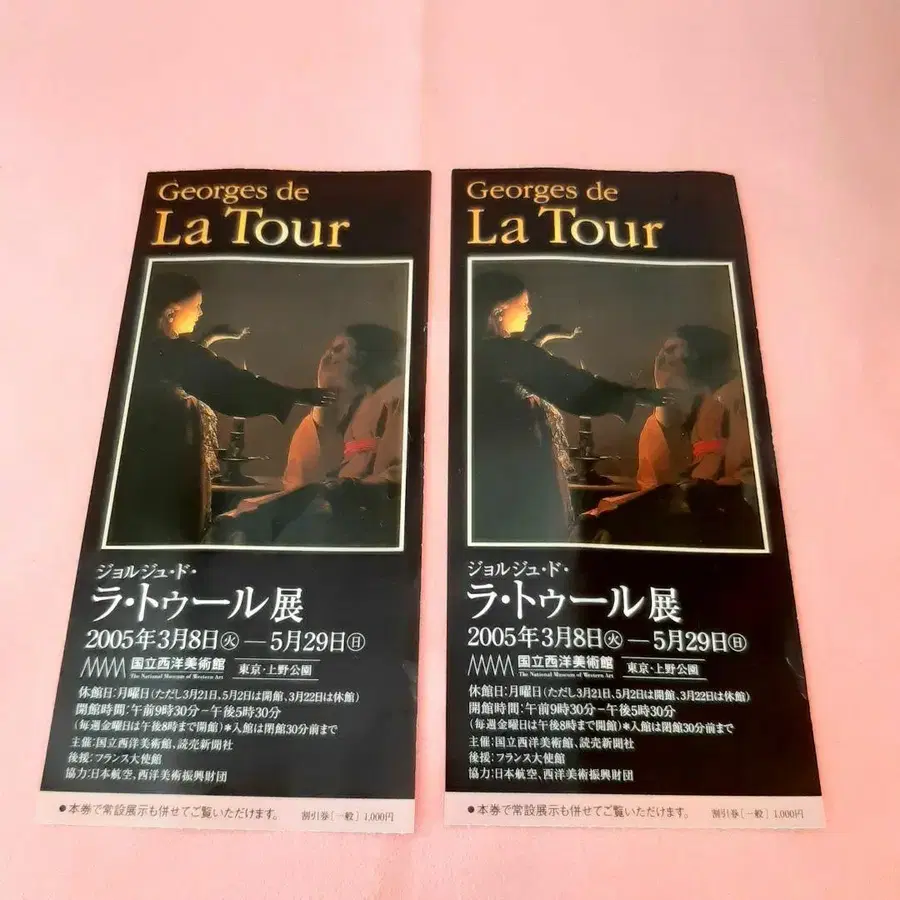 Georges de
La Tour
ジョルジュ・ド・
ラ・トゥール展
2005年3月8日㊋—5月29日㊐
国立西洋美術館 東京・上野公園
The National Museum of Western Art
休館日:月曜日(ただし3月21日、5月2日は開館、3月22日は休館)
開館時間:午前9時30分−午後5時30分
(毎週金曜日は午後8時まで開館)*入館は閉館30分前まで
主催:国立西洋美術館、読売新聞社
後援:フランス大使館
協力:日本航空、西洋美術振興財団
●本券で常設展示も併せてご覧いただけます。 割引券[一般] 1,000円
Georges de
La Tour
ジョルジュ・ド・
ラ・トゥール展
2005年3月8日㊋—5月29日㊐
国立西洋美術館 東京・上野公園
The National Museum of Western Art
休館日:月曜日(ただし3月21日、5月2日は開館、3月22日は休館)
開館時間:午前9時30分−午後5時30分
(毎週金曜日は午後8時まで開館)*入館は閉館30分前まで
主催:国立西洋美術館、読売新聞社
後援:フランス大使館
協力:日本航空、西洋美術振興財団
●本券で常設展示も併せてご覧いただけます。 割引券[一般] 1,000円